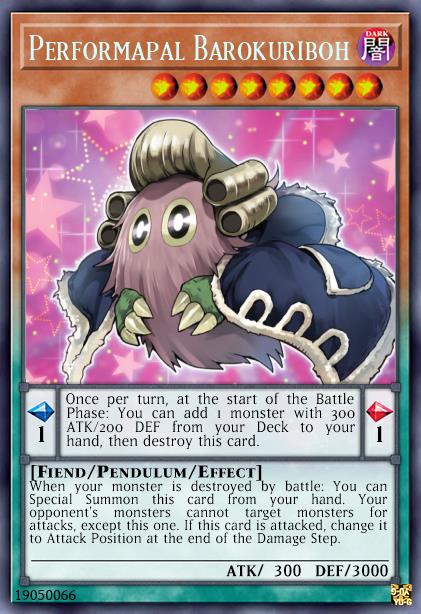 PERFORMAPAL BAROKURIBOH
DARK
闇
Once per turn, at the start of the Battle
Phase: You can add 1 monster with 300
ATK/200 DEF from your Deck to your
hand, then destroy this card.
1
1
[FIEND/PENDULUM/EFFECT]
When your monster is destroyed by battle: You can
Special Summon this card from your hand. Your
opponent's monsters cannot target monsters for
attacks, except this one. If this card is attacked, change it
to Attack Position at the end of the Damage Step.
ATK/ 300 DEF/3000
19050066